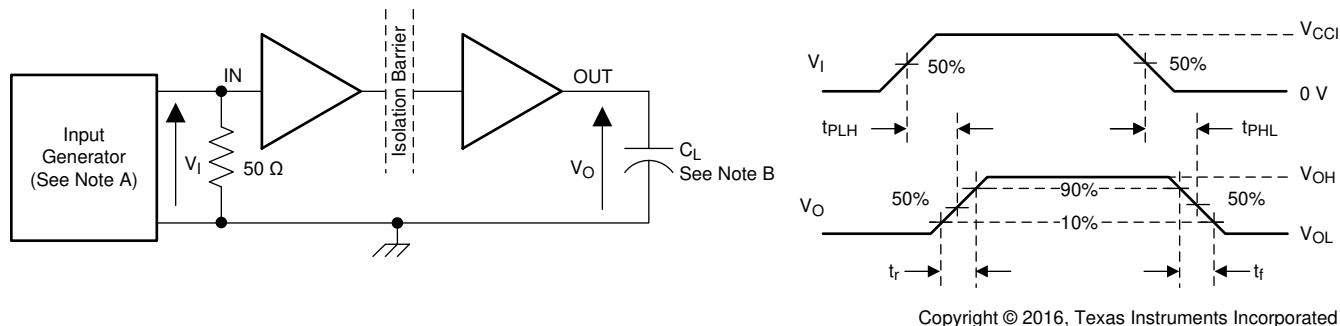 Input
Generator
(See Note A)
IN
VI
50 Ω
Isolation Barrier
OUT
VO
CL
See Note B
VI
50%
50%
VCCI
0 V
tPLH
tPHL
VO
50%
90%
10%
50%
VOH
VOL
tr
tf
Copyright © 2016, Texas Instruments Incorporated